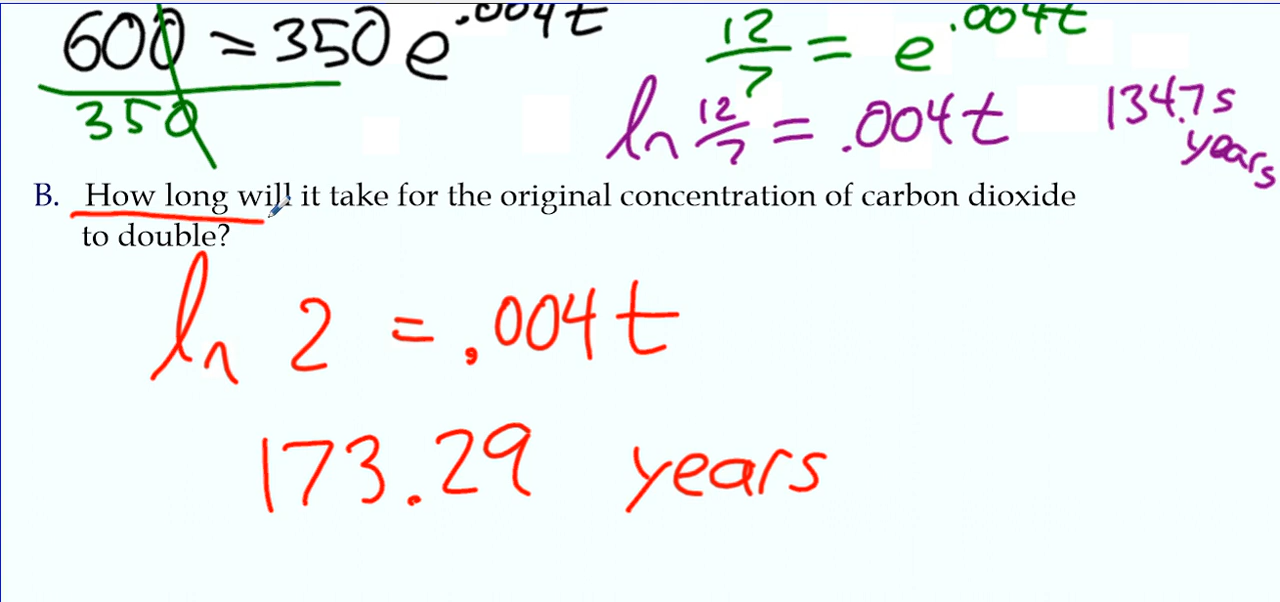 600 = 350 e^.004t
350
12/7 = e^.004t
ln 12/7 = .004t
134.75 years
B. How long will it take for the original concentration of carbon dioxide
to double?
ln 2 = .004t
173.29 years